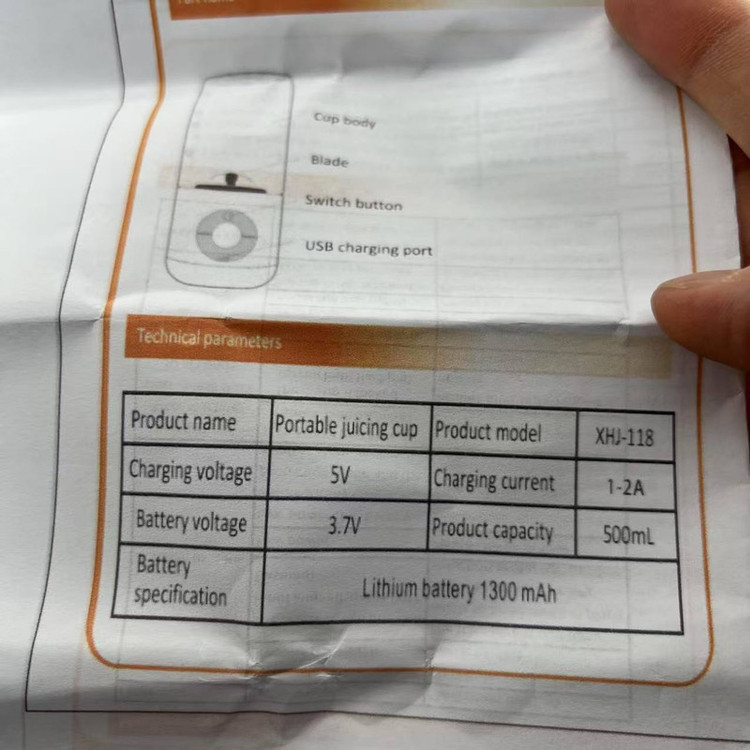 Cup body
Blade
Switch button
USB charging port
Technical parameters
Product name Portable juicing cup Product model XHJ-118
Charging voltage 5V Charging current 1-2A
Battery voltage 3.7V Product capacity 500mL
Battery
specification
Lithium battery 1300 mAh